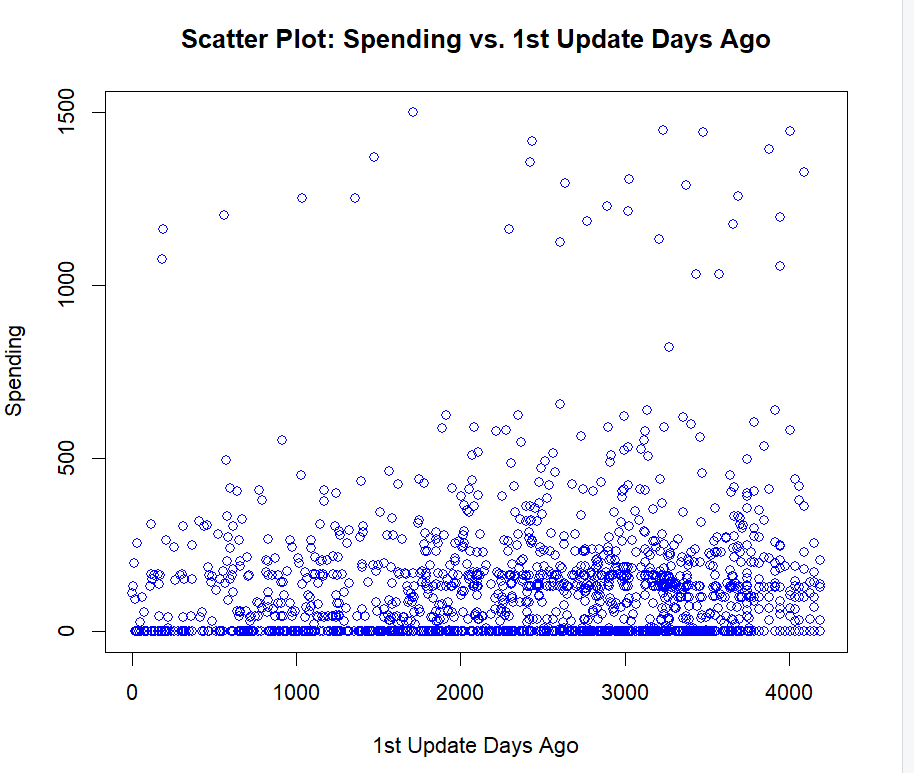 Scatter Plot: Spending vs. 1st Update Days Ago
1500
1000
500
0
Spending
0 1000 2000 3000 4000
1st Update Days Ago